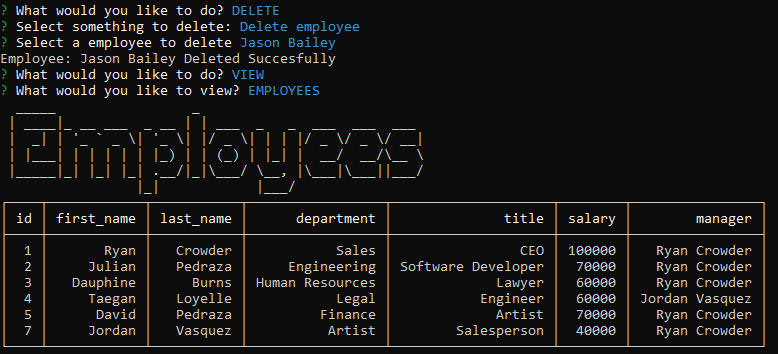 ? What would you like to do? DELETE
? Select something to delete: Delete employee
? Select a employee to delete Jason Bailey
Employee: Jason Bailey Deleted Succesfully
? What would you like to do? VIEW
? What would you like to view? EMPLOYEES
Employees
id first_name last_name department title salary manager
1 Ryan Crowder Sales CEO 100000 Ryan Crowder
2 Julian Pedraza Engineering Software Developer 70000 Ryan Crowder
3 Dauphine Burns Human Resources Lawyer 60000 Ryan Crowder
4 Taegan Loyelle Legal Engineer 60000 Jordan Vasquez
5 David Pedraza Finance Artist 70000 Ryan Crowder
7 Jordan Vasquez Artist Salesperson 40000 Ryan Crowder